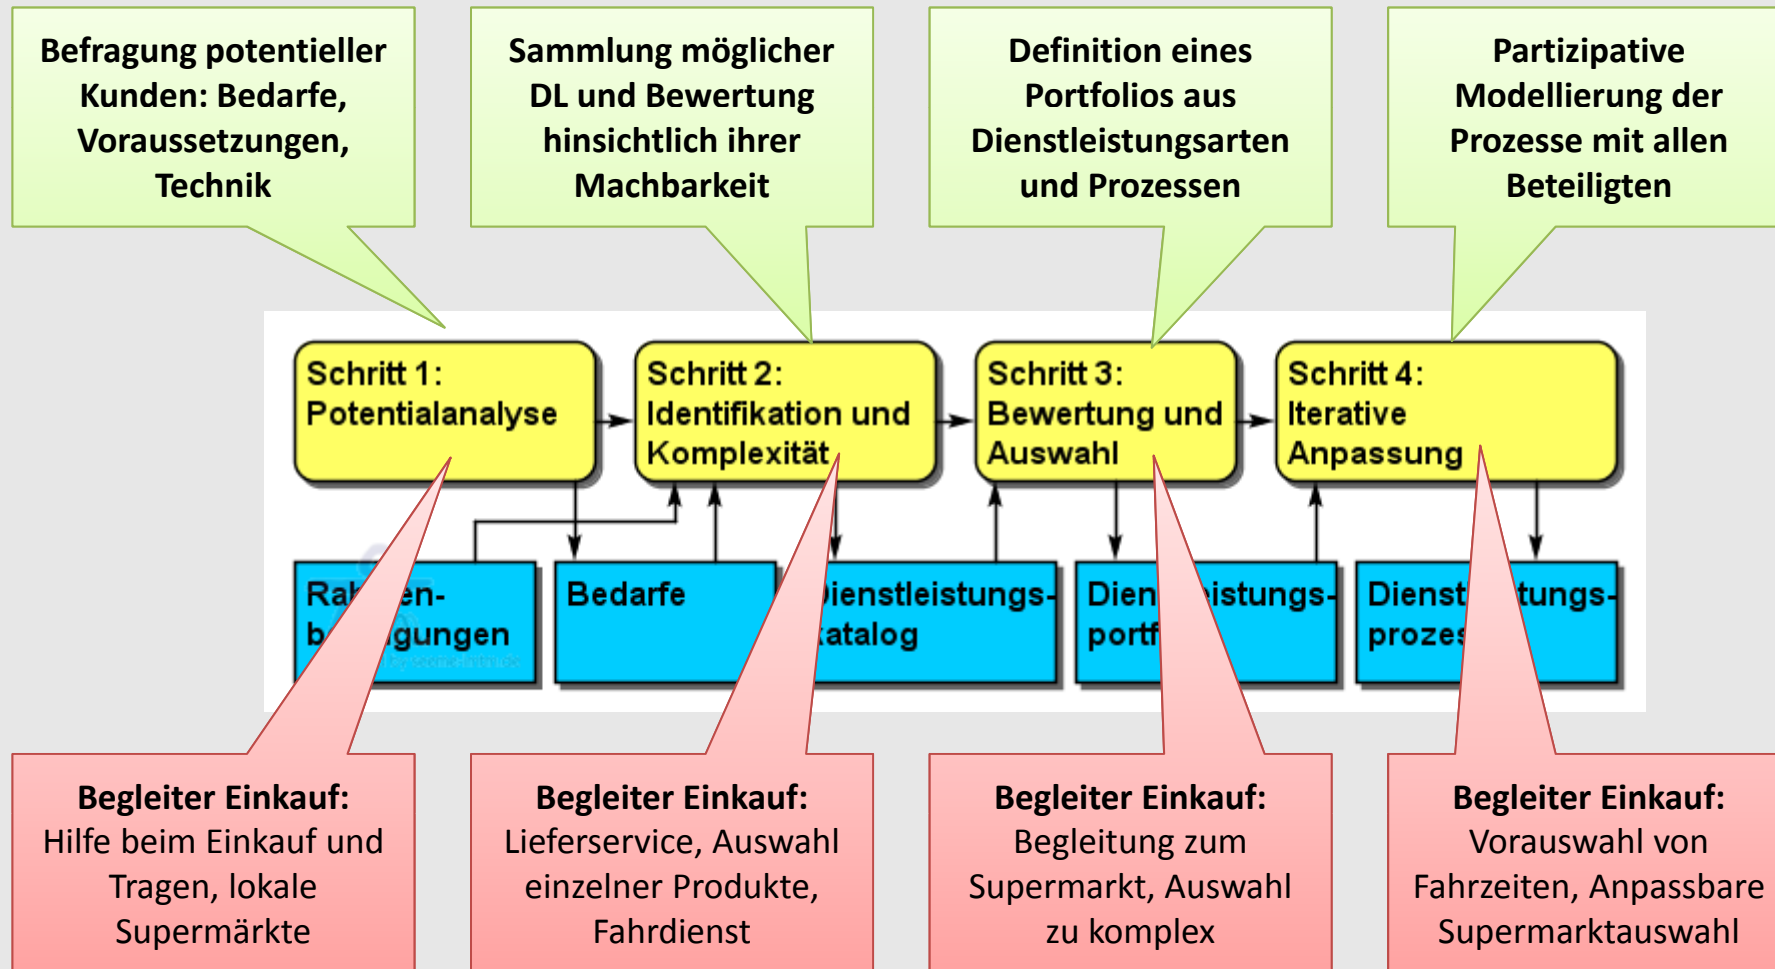 Befragung potentieller
Kunden: Bedarfe,
Voraussetzungen,
Technik
Sammlung möglicher
DL und Bewertung
hinsichtlich ihrer
Machbarkeit
Definition eines
Portfolios aus
Dienstleistungsarten
und Prozessen
Partizipative
Modellierung der
Prozesse mit allen
Beteiligten
Schritt 1:
Potentialanalyse
Schritt 2:
Identifikation und
Komplexität
Schritt 3:
Bewertung und
Auswahl
Schritt 4:
Iterative
Anpassung
Bedarfe
Begleiter Einkauf:
Hilfe beim Einkauf und
Tragen, lokale
Supermärkte
Begleiter Einkauf:
Lieferservice, Auswahl
einzelner Produkte,
Fahrdienst
Begleiter Einkauf:
Begleitung zum
Supermarkt, Auswahl
zu komplex
Begleiter Einkauf:
Vorauswahl von
Fahrzeiten, Anpassbare
Supermarktauswahl